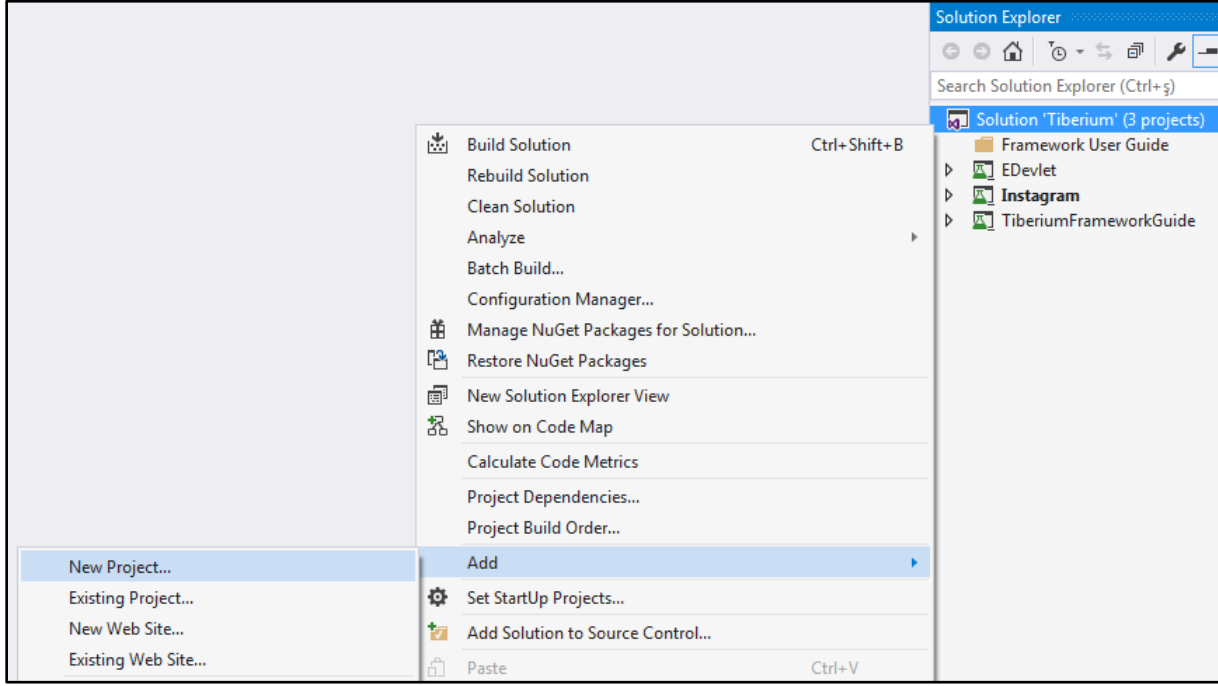 Solution Explorer
Search Solution Explorer (Ctrl+ş)
Solution 'Tiberium' (3 projects)
Framework User Guide
EDevlet
Instagram
TiberiumFrameworkGuide
Build Solution Ctrl+Shift+B
Rebuild Solution
Clean Solution
Analyze
Batch Build...
Configuration Manager...
Manage NuGet Packages for Solution...
Restore NuGet Packages
New Solution Explorer View
Show on Code Map
Calculate Code Metrics
Project Dependencies...
Project Build Order...
Add
Set StartUp Projects...
Add Solution to Source Control...
Paste Ctrl+V
New Project...
Existing Project...
New Web Site...
Existing Web Site...